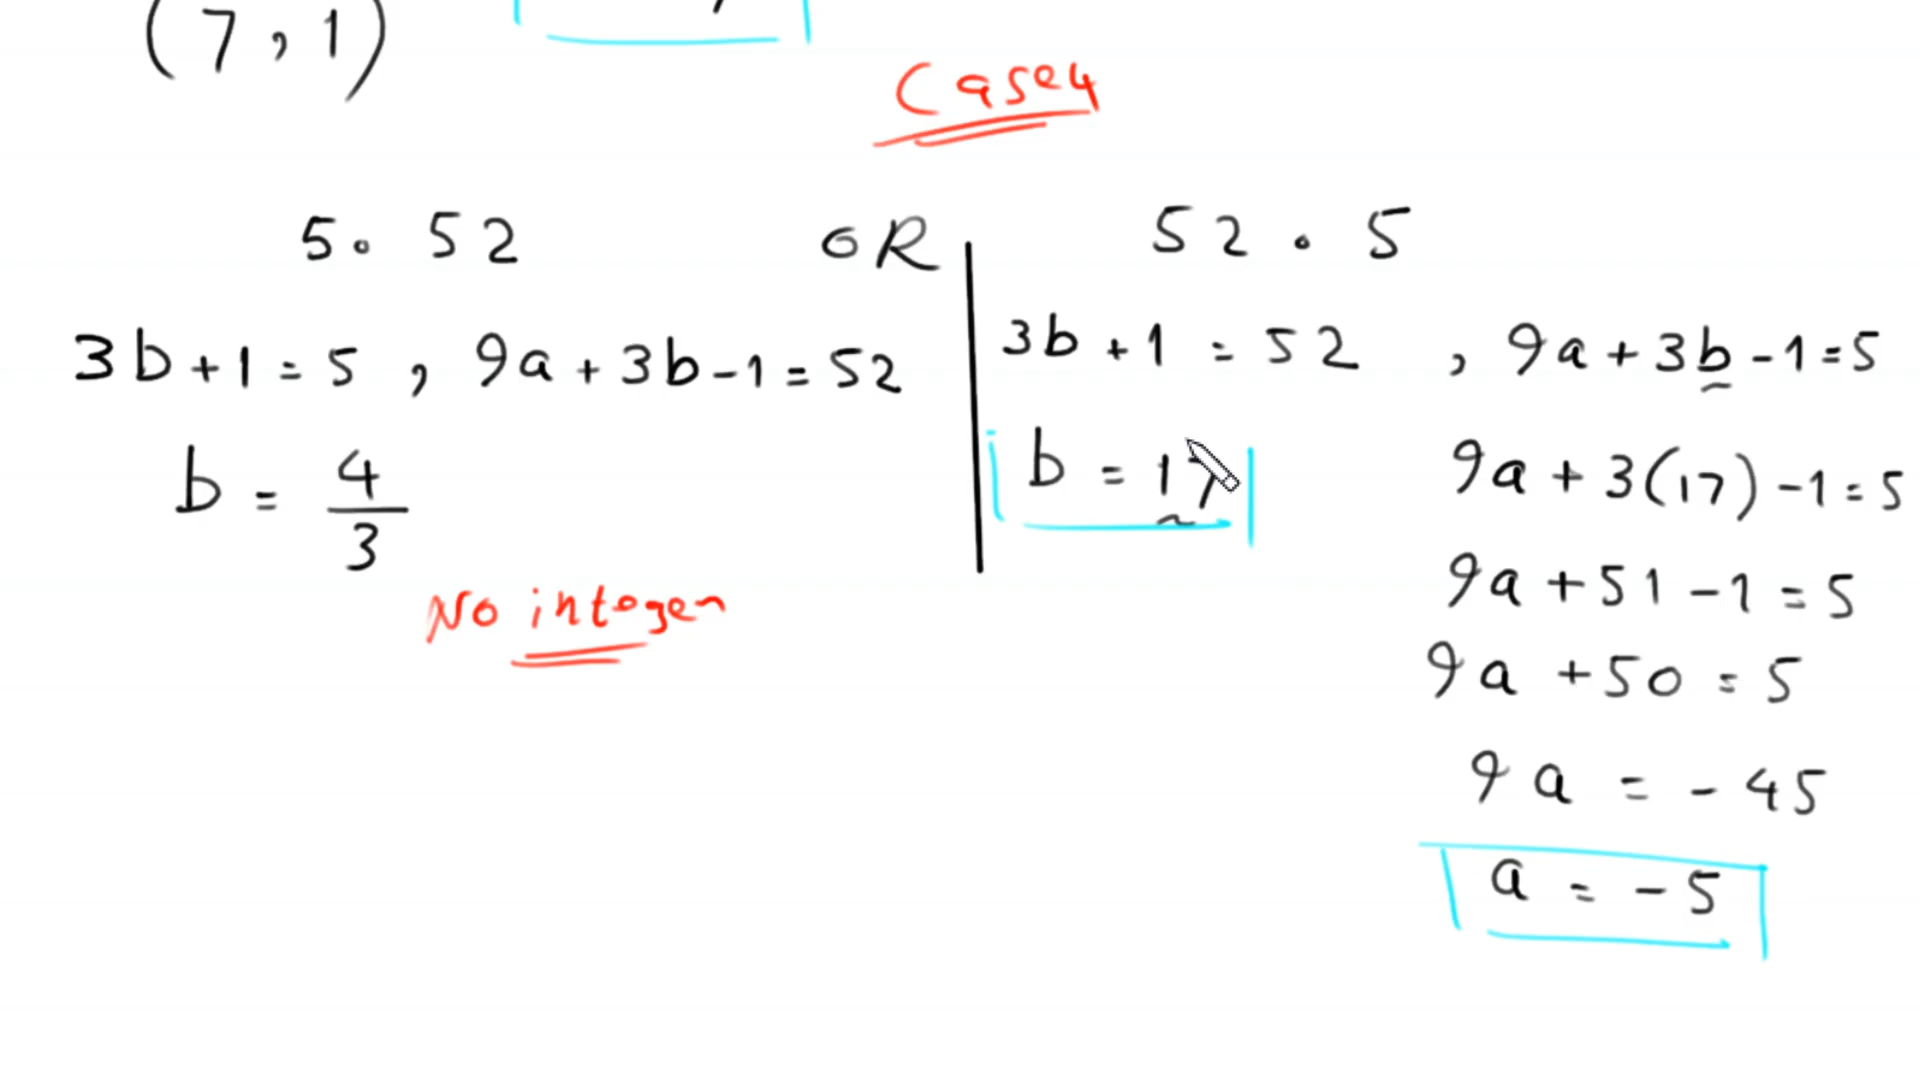 (7,1)
Case4
5. 52 OR 52 . 5
3b+1=5 , 9a+3b-1=52
3b+1=52 , 9a+3b-1=5
b = 4/3
b = 17
9a+3(17)-1=5
No integer
9a+51-1=5
9a+50=5
9a = -45
a = -5